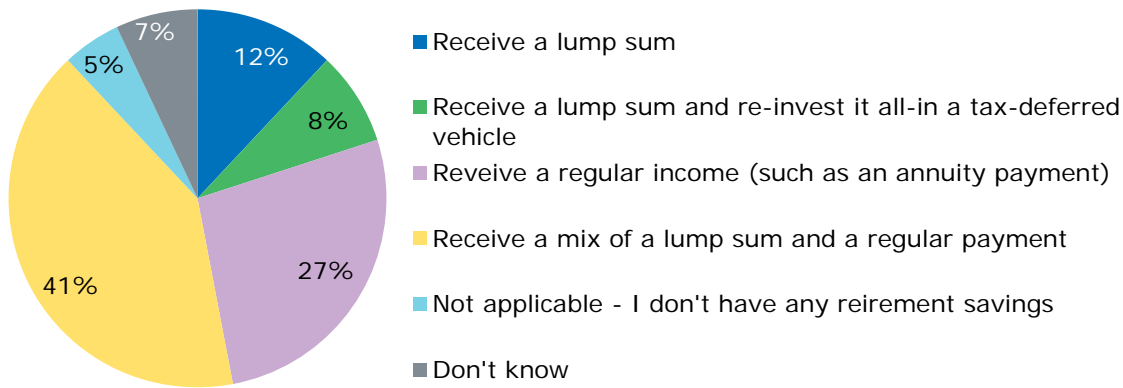 7%
12%
5%
8%
27%
41%
Receive a lump sum
Receive a lump sum and re-invest it all-in a tax-deferred
vehicle
Reveive a regular income (such as an annuity payment)
Receive a mix of a lump sum and a regular payment
Not applicable - I don't have any reirement savings
Don't know